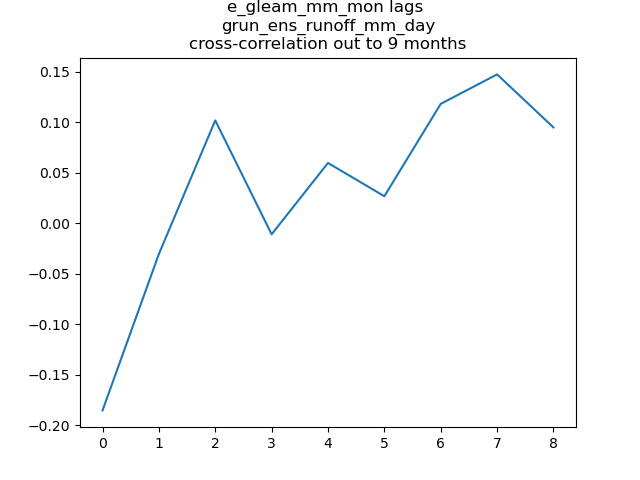 e_gleam_mm_mon lags
grun_ens_runoff_mm_day
cross-correlation out to 9 months
0.15
0.10
0.05
0.00
−0.05
−0.10
−0.15
−0.20
0 1 2 3 4 5 6 7 8